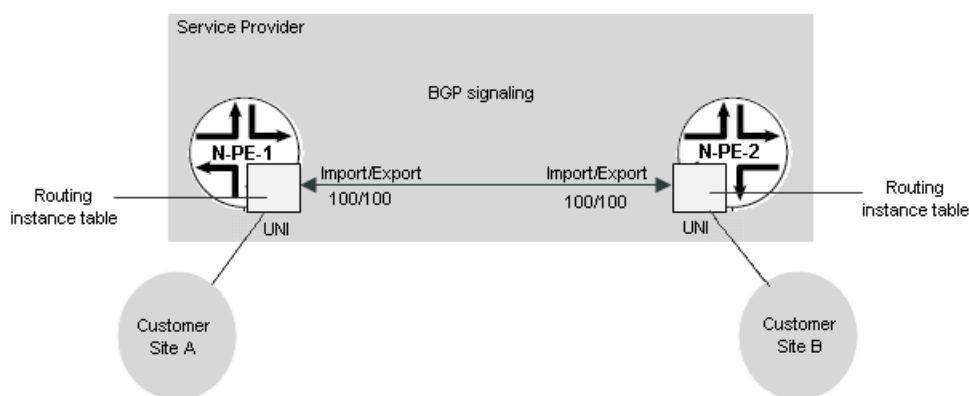 Service Provider
BGP signaling
N-PE-1
N-PE-2
Import/Export
100/100
Import/Export
100/100
Routing
instance table
Routing
instance table
UNI
UNI
Customer
Site A
Customer
Site B